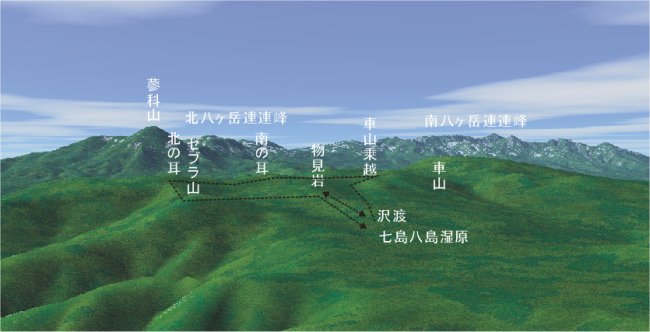 蓼科山
北八ヶ岳連連峰
北の耳
ゼブラ山
南の耳
物見岩
車山乗越
南八ヶ岳連連峰
車山
沢渡
七島八島湿原